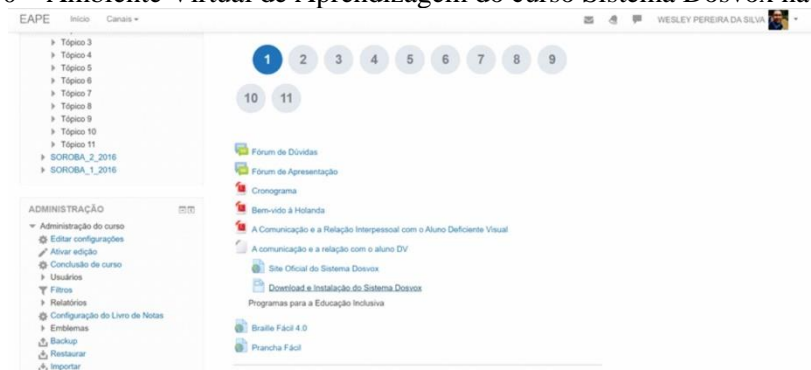 Ambiente Virtual de Aprendizagem do curso Sistema Dosvox na
EAPE Início Canais WESLEY PEREIRA DA SILVA
Tópico 3
Tópico 4
Tópico 5
Tópico 6
Tópico 7
Tópico 8
Tópico 9
Tópico 10
Tópico 11
SOROBA_2_2016
SOROBA_1_2016
ADMINISTRAÇÃO
Administração do curso
Editar configurações
Ativar edição
Conclusão de curso
Usuários
Filtros
Relatórios
Configuração do Livro de Notas
Emblemas
Backup
Restaurar
Importar
1 2 3 4 5 6 7 8 9
10 11
Fórum de Dúvidas
Fórum de Apresentação
Cronograma
Bem-vido à Holanda
A Comunicação e a Relação Interpessoal com o Aluno Deficiente Visual
A comunicação e a relação com o aluno DV
Site Oficial do Sistema Dosvox
Download e Instalação do Sistema Dosvox
Programas para a Educação Inclusiva
Braille Fácil 4.0
Prancha Fácil